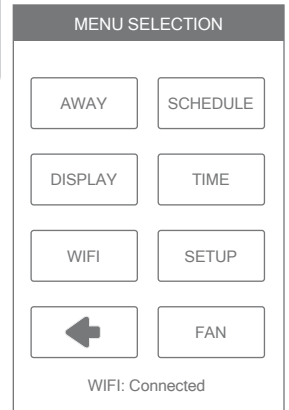 MENU SELECTION
AWAY SCHEDULE
DISPLAY TIME
WIFI SETUP
FAN
WIFI: Connected